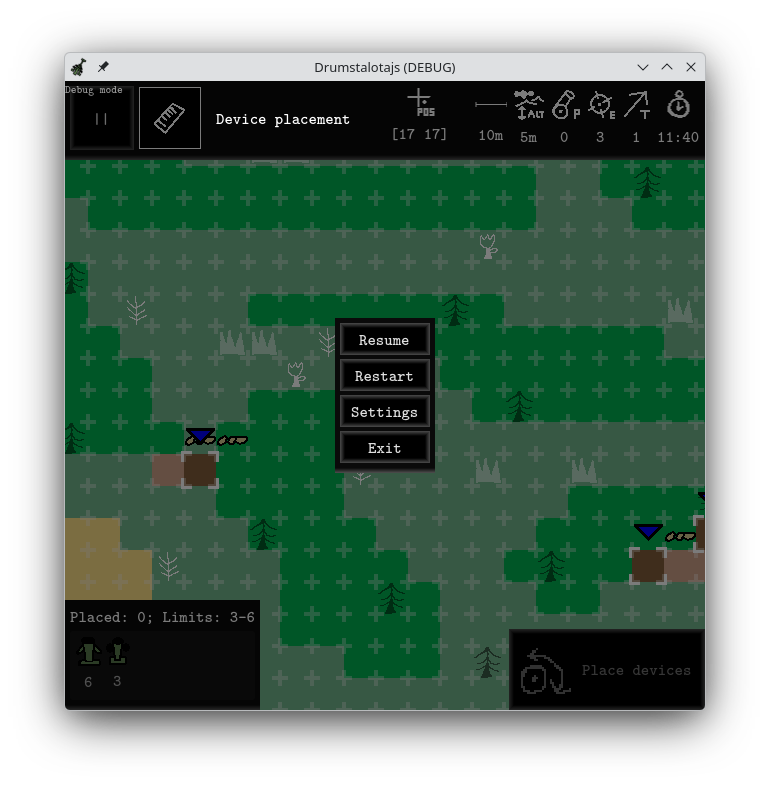 Drumstalotajs (DEBUG)
Debug mode
Device placement
POS
[17 17]
10m
ALT
5m
P
0
E
3
T
1
11:40
Resume
Restart
Settings
Exit
Placed: 0; Limits: 3-6
6 3
Place devices